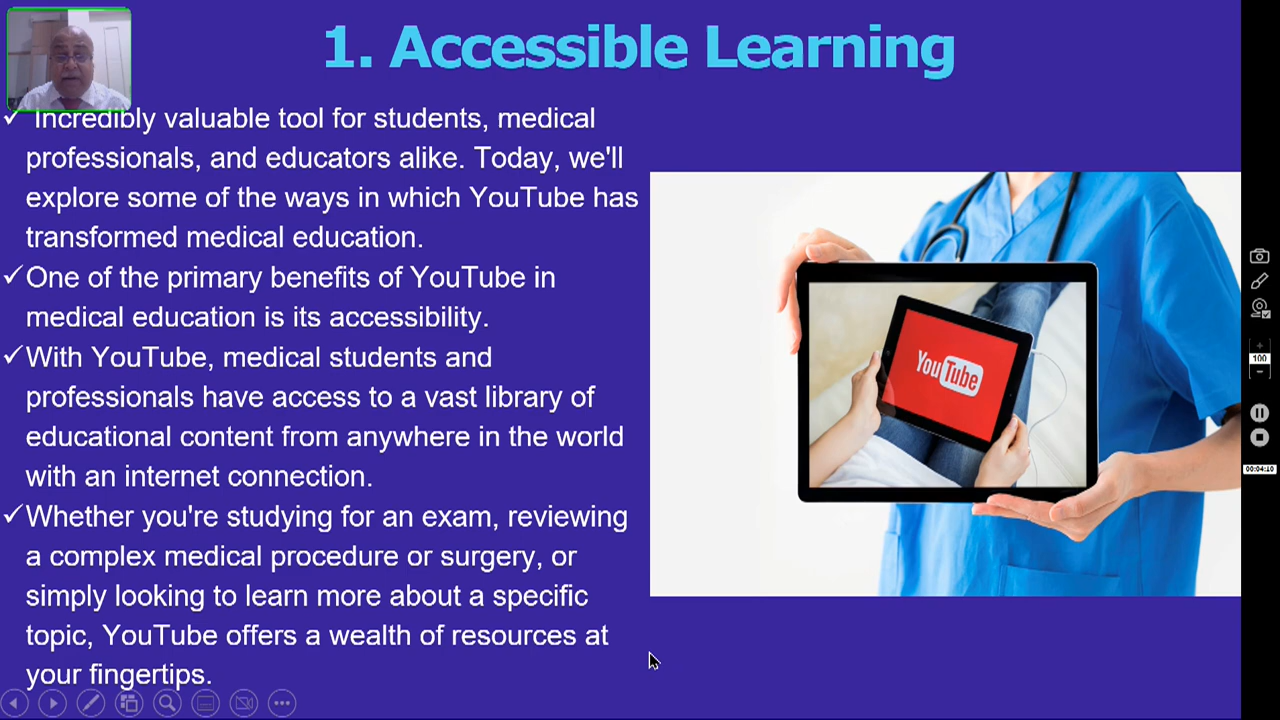 1. Accessible Learning
✓ Incredibly valuable tool for students, medical
professionals, and educators alike. Today, we'll
explore some of the ways in which YouTube has
transformed medical education.
✓One of the primary benefits of YouTube in
medical education is its accessibility.
✓With YouTube, medical students and
professionals have access to a vast library of
educational content from anywhere in the world
with an internet connection.
✓Whether you're studying for an exam, reviewing
a complex medical procedure or surgery, or
simply looking to learn more about a specific
topic, YouTube offers a wealth of resources at
your fingertips.
YouTube
100
00:04:10